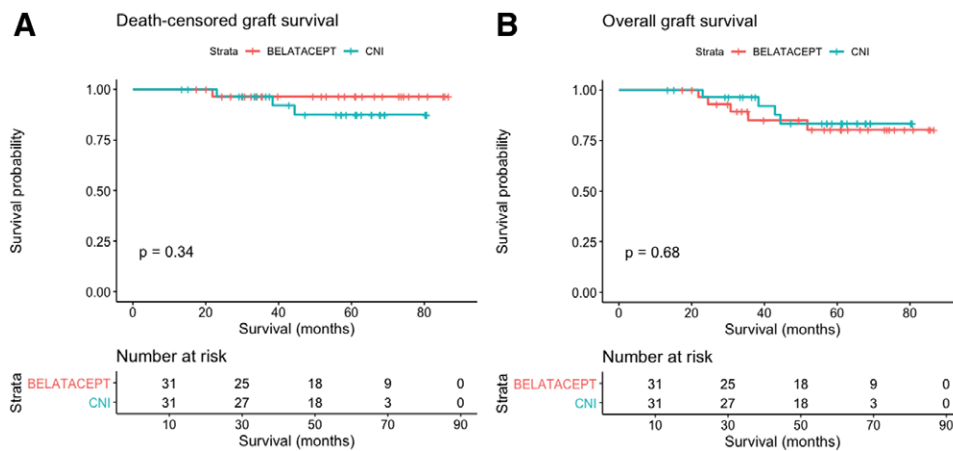 A
Death-censored graft survival
Strata BELATACEPT CNI
Survival probability
1.00
0.75
0.50
0.25
0.00
p = 0.34
0 20 40 60 80
Survival (months)
Number at risk
Strata
BELATACEPT 31 25 18 9 0
CNI 31 27 18 3 0
10 30 50 70 90
Survival (months)
B
Overall graft survival
Strata BELATACEPT CNI
Survival probability
1.00
0.75
0.50
0.25
0.00
p = 0.68
0 20 40 60 80
Survival (months)
Number at risk
Strata
BELATACEPT 31 25 18 9 0
CNI 31 27 18 3 0
10 30 50 70 90
Survival (months)